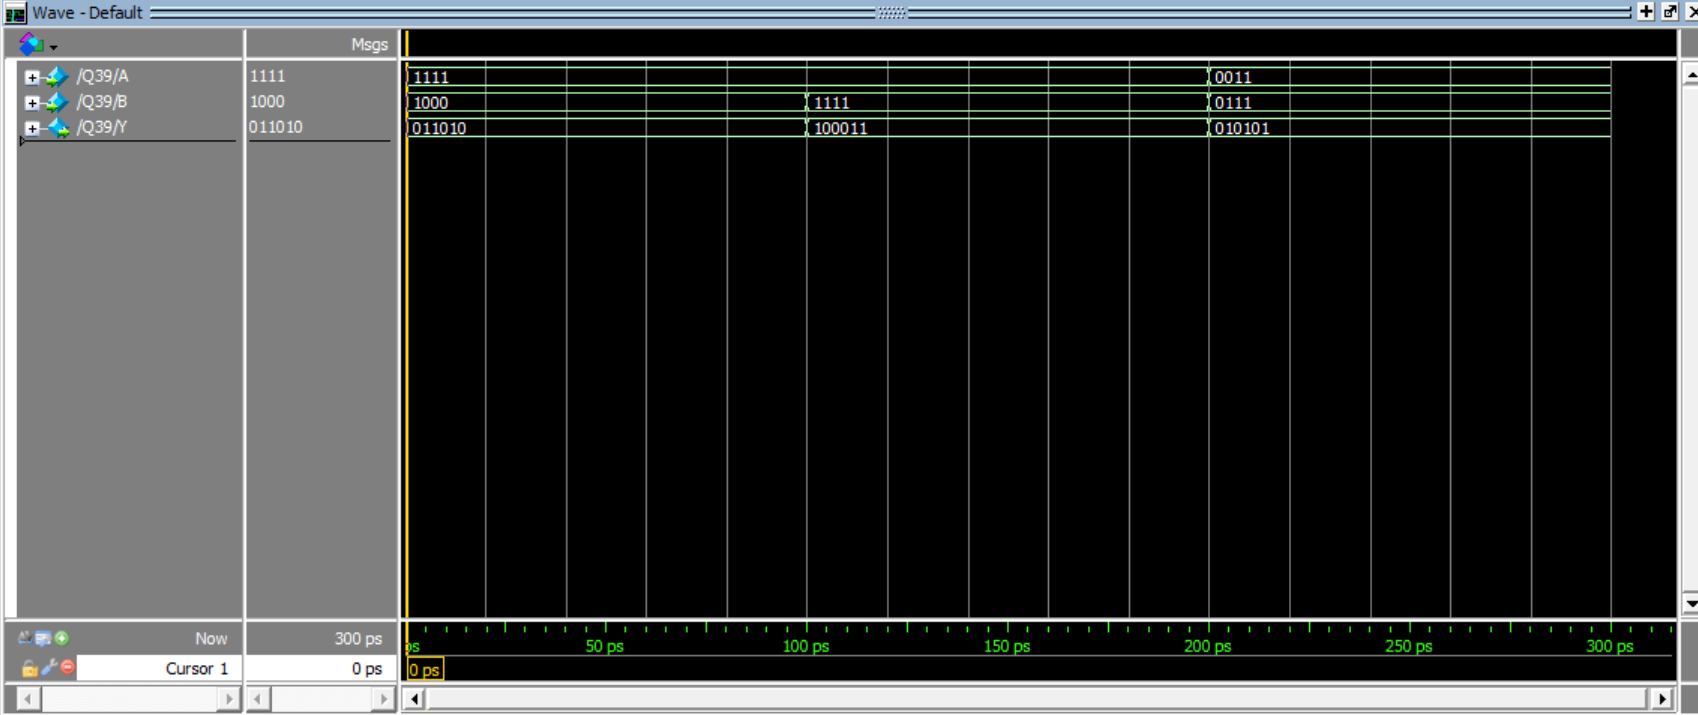 Wave - Default
Msgs
/Q39/A 1111 1111 0011
/Q39/B 1000 1000 1111 0111
/Q39/Y 011010 011010 100011 010101
Now 300 ps ps 50 ps 100 ps 150 ps 200 ps 250 ps 300 ps
Cursor 1 0 ps 0 ps